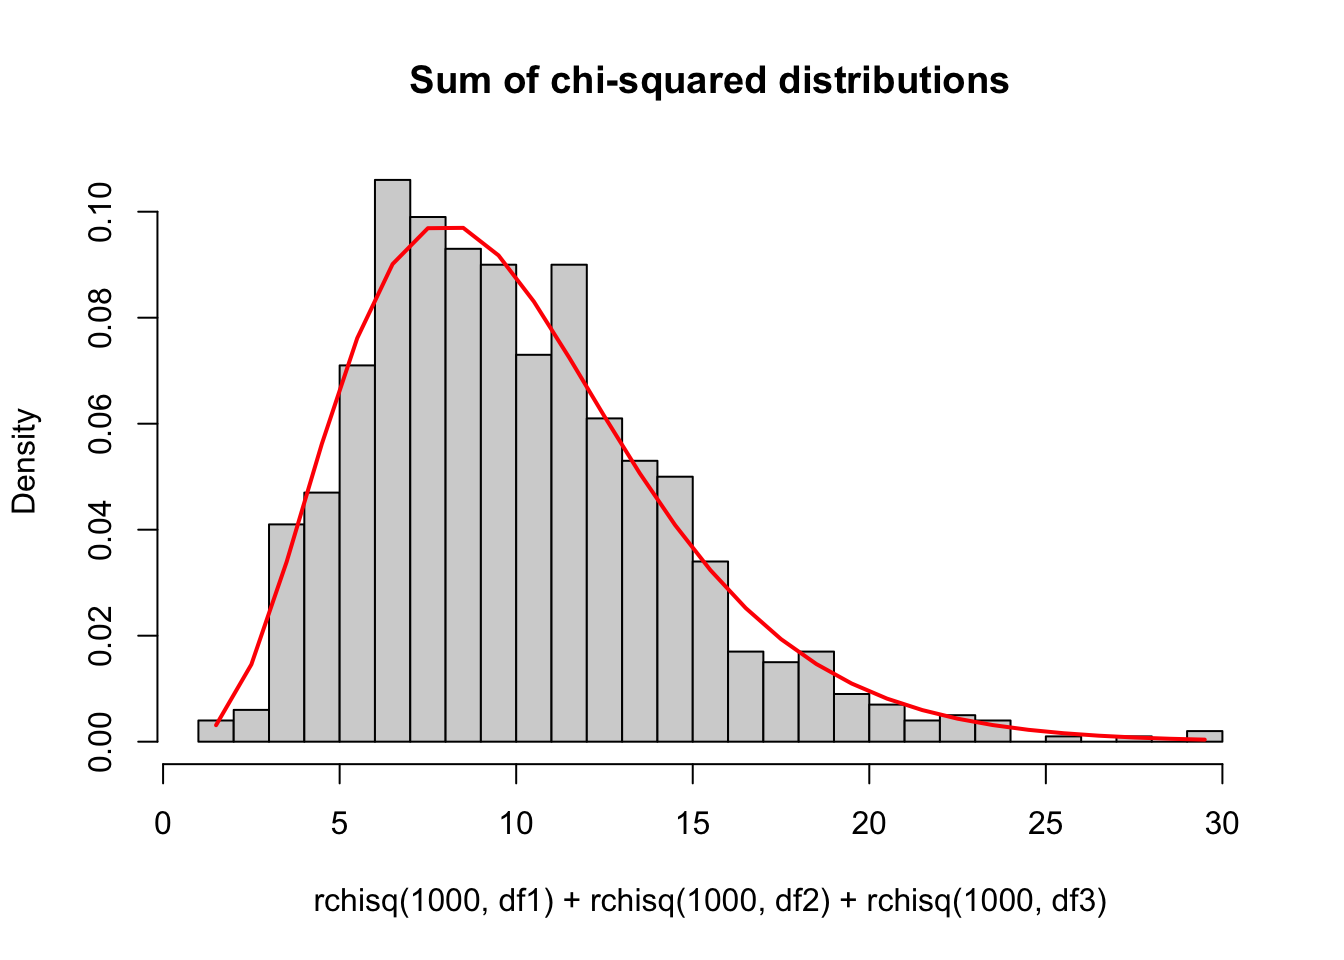 Sum of chi-squared distributions
Density
0.10
0.08
0.06
0.04
0.02
0.00
0 5 10 15 20 25 30
rchisq(1000, df1) + rchisq(1000, df2) + rchisq(1000, df3)